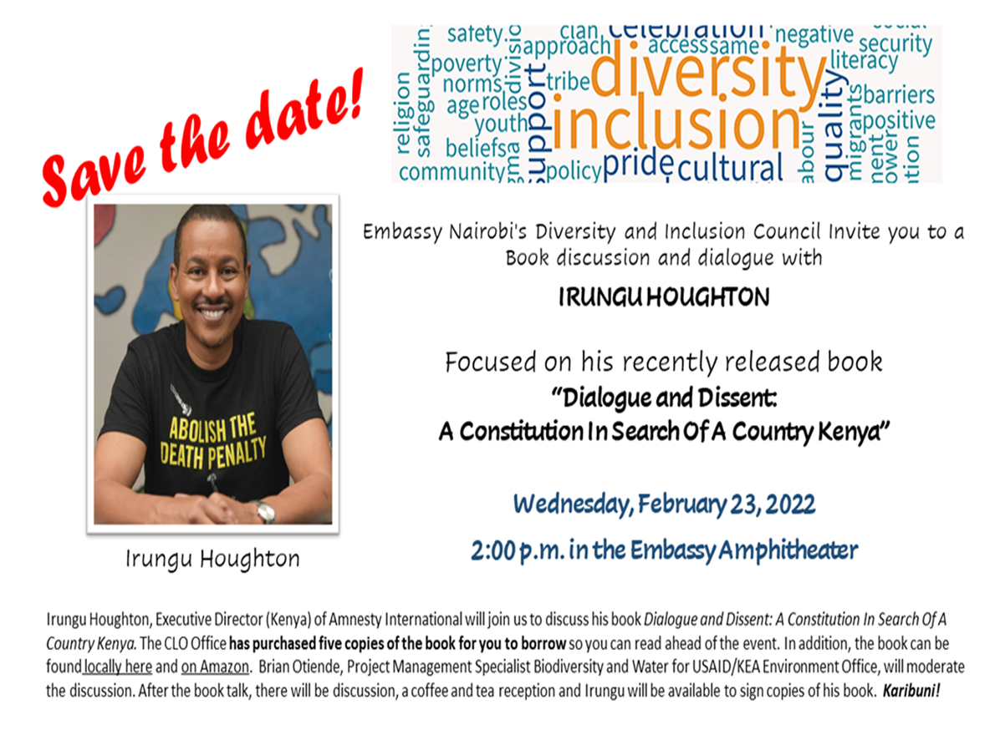 Save the date!
safety
clan
celebration
negative
security
approach
access same
literacy
poverty
diversity
norms
tribe
barriers
religion
safeguardin
age roles
support
inclusion
quality
migrants
positive
youth
beliefs
community
policy
pride
cultural
Embassy Nairobi's Diversity and Inclusion Council Invite you to a
Book discussion and dialogue with
IRUNGU HOUGHTON
Focused on his recently released book
“Dialogue and Dissent:
A Constitution In Search Of A Country Kenya”
Wednesday, February 23, 2022
2:00 p.m. in the Embassy Amphitheater
ABOLISH THE
DEATH PENALTY
Irungu Houghton
Irungu Houghton, Executive Director (Kenya) of Amnesty International will join us to discuss his book Dialogue and Dissent: A Constitution In Search Of A
Country Kenya. The CLO Office has purchased five copies of the book for you to borrow so you can read ahead of the event. In addition, the book can be
found locally here and on Amazon. Brian Otiende, Project Management Specialist Biodiversity and Water for USAID/KEA Environment Office, will moderate
the discussion. After the book talk, there will be discussion, a coffee and tea reception and Irungu will be available to sign copies of his book. Karibuni!